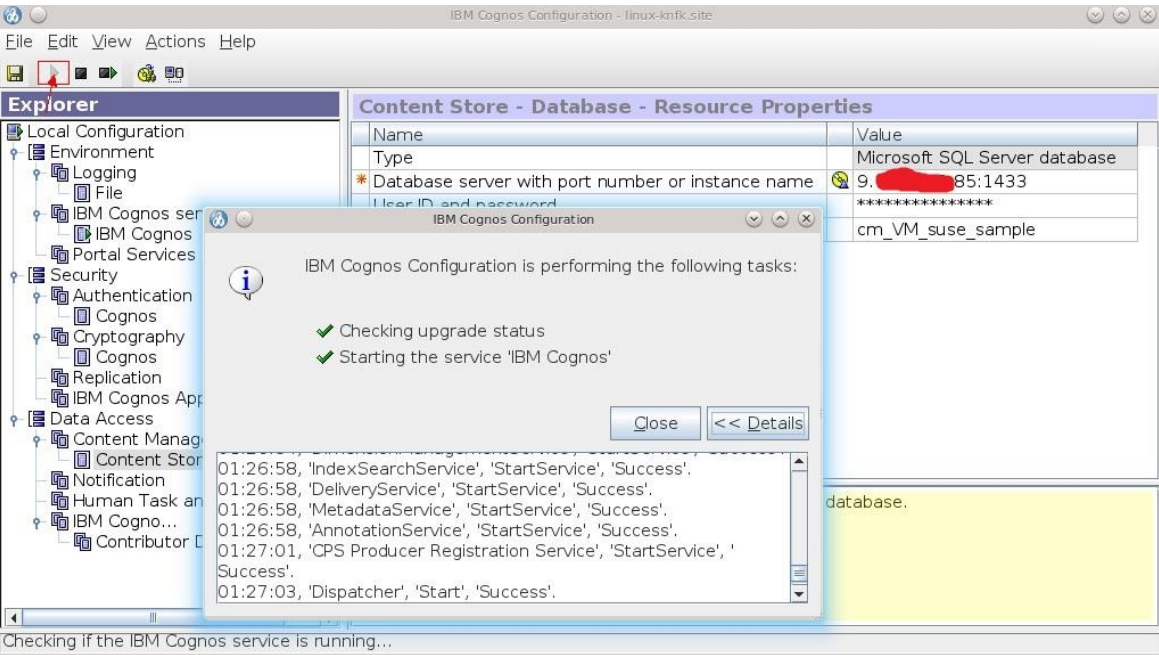 IBM Cognos Configuration - linux-knfk.site
File Edit View Actions Help
Explorer
Local Configuration
Environment
Logging
File
IBM Cognos ser
IBM Cognos
Portal Services
Security
Authentication
Cognos
Cryptography
Cognos
Replication
IBM Cognos App
Data Access
Content Manag
Content Stor
Notification
Human Task an
IBM Cogno...
Contributor D
Content Store - Database - Resource Properties
Name Value
Type Microsoft SQL Server database
* Database server with port number or instance name 9. 85:1433
User ID and password ***************
cm_VM_suse_sample
database.
IBM Cognos Configuration
IBM Cognos Configuration is performing the following tasks:
Checking upgrade status
Starting the service 'IBM Cognos'
Close << Details
01:26:58, 'IndexSearchService', 'StartService', 'Success'.
01:26:58, 'DeliveryService', 'StartService', 'Success'.
01:26:58, 'MetadataService', 'StartService', 'Success'.
01:26:58, 'AnnotationService', 'StartService', 'Success'.
01:27:01, 'CPS Producer Registration Service', 'StartService', '
Success'.
01:27:03, 'Dispatcher', 'Start', 'Success'.
Checking if the IBM Cognos service is running...